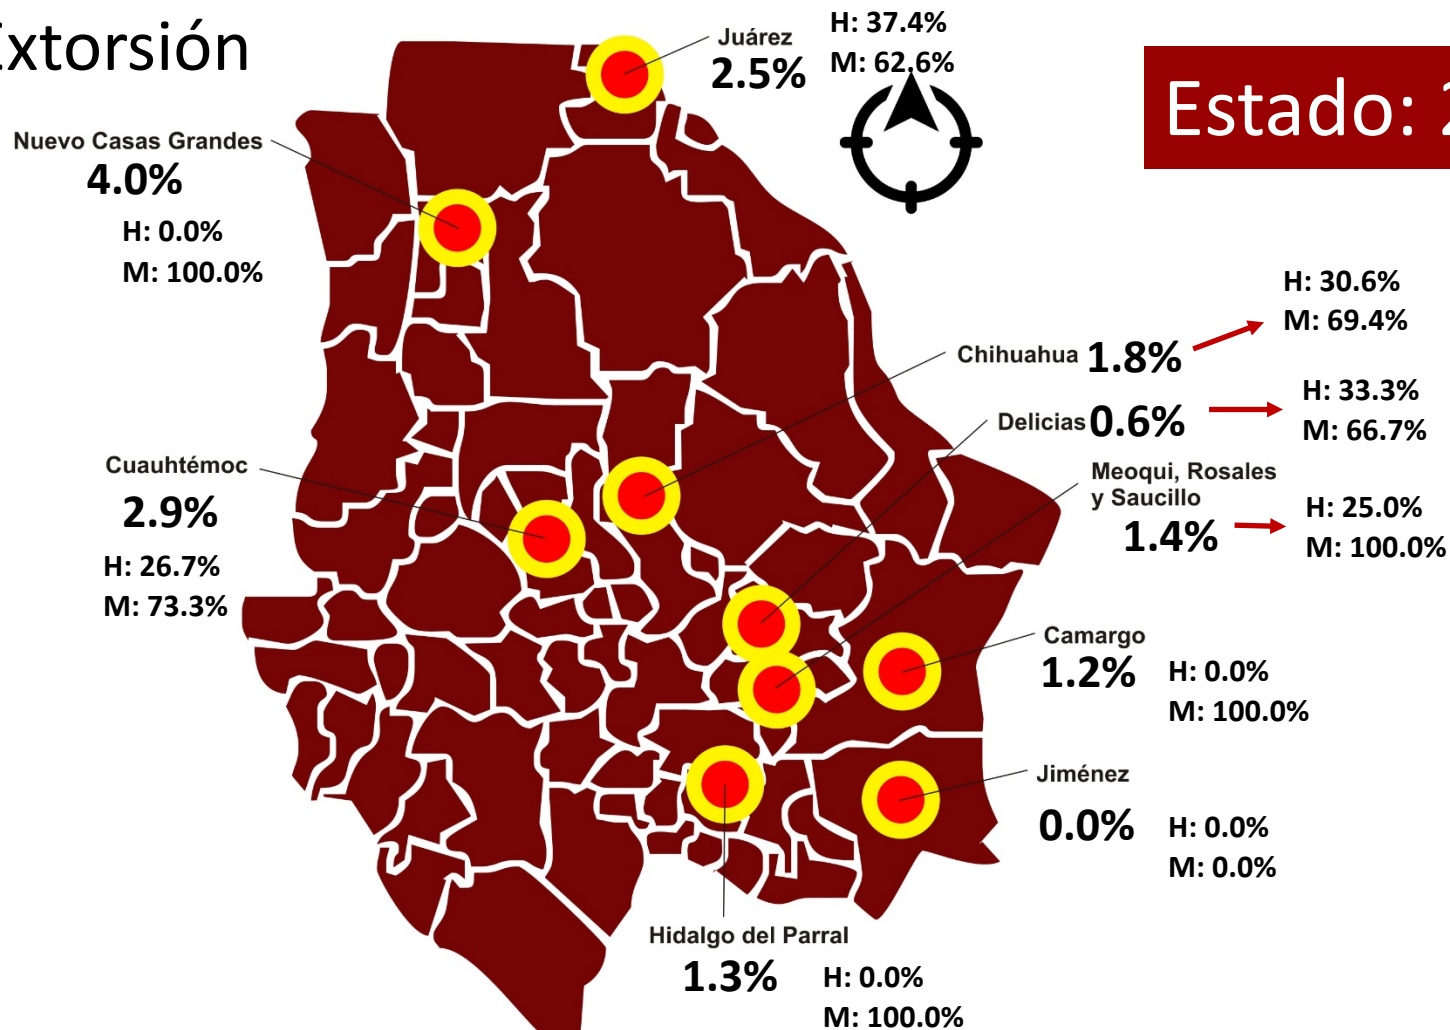 Extorsión
Estado: 2
Juárez
2.5%
H: 37.4%
M: 62.6%
Nuevo Casas Grandes
4.0%
H: 0.0%
M: 100.0%
Chihuahua 1.8%
H: 30.6%
M: 69.4%
Delicias 0.6%
H: 33.3%
M: 66.7%
Meoqui, Rosales
y Saucillo
1.4%
H: 25.0%
M: 100.0%
Cuauhtémoc
2.9%
H: 26.7%
M: 73.3%
Camargo
1.2%
H: 0.0%
M: 100.0%
Jiménez
0.0%
H: 0.0%
M: 0.0%
Hidalgo del Parral
1.3%
H: 0.0%
M: 100.0%